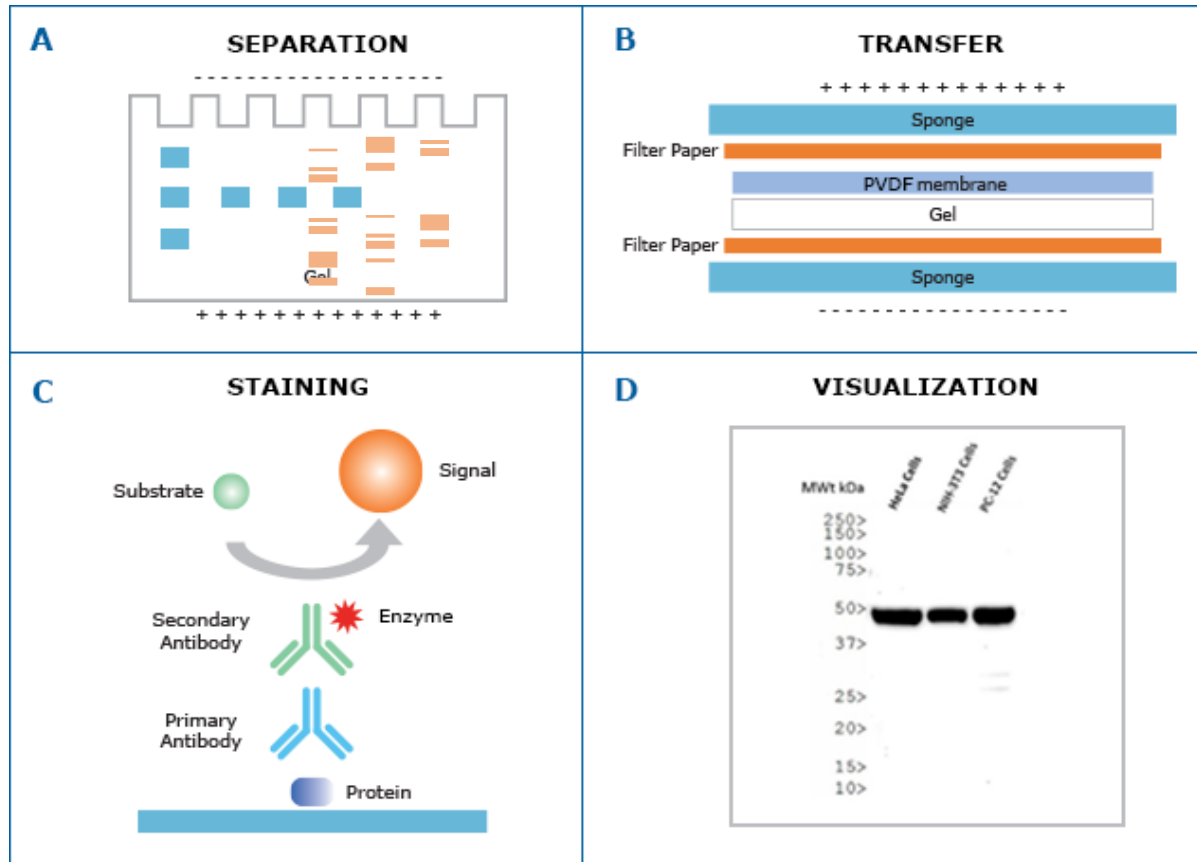 A
SEPARATION
- - - - - - - - - - - - - - - - - - -
Gel
+ + + + + + + + + + + + +
B
TRANSFER
+ + + + + + + + + + + + +
Sponge
Filter Paper
PVDF membrane
Gel
Filter Paper
Sponge
- - - - - - - - - - - - - - - - - - -
C
STAINING
Signal
Substrate
Enzyme
Secondary
Antibody
Primary
Antibody
Protein
D
VISUALIZATION
MWt kDa
HeLa Cells
NIH-3T3 Cells
PC-12 Cells
250>
150>
100>
75>
50>
37>
25>
20>
15>
10>